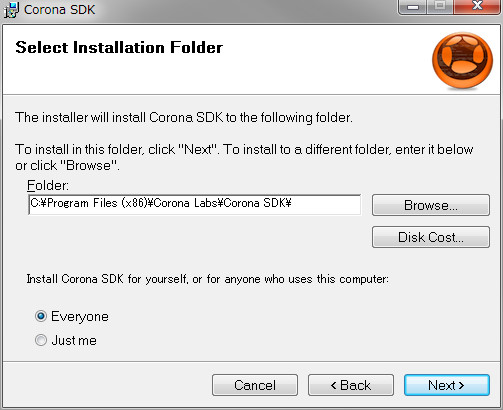 Corona SDK
Select Installation Folder
The installer will install Corona SDK to the following folder.
To install in this folder, click "Next". To install to a different folder, enter it below
or click "Browse".
Folder:
C:¥Program Files (x86)¥Corona Labs¥Corona SDK¥
Browse...
Disk Cost...
Install Corona SDK for yourself, or for anyone who uses this computer:
Everyone
Just me
Cancel
< Back
Next >